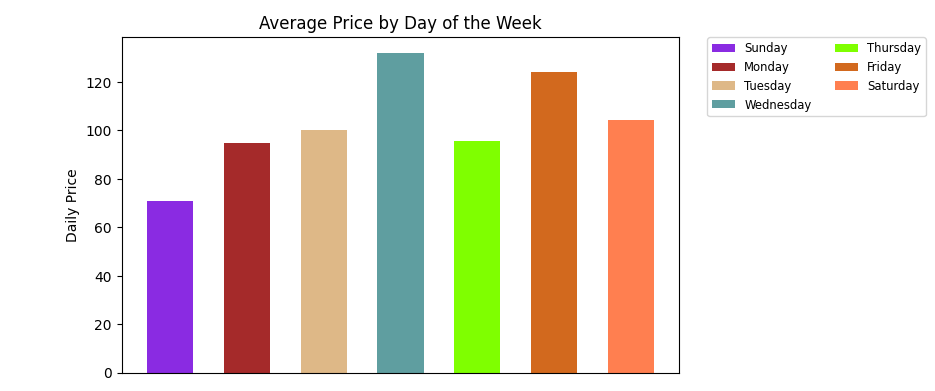 Average Price by Day of the Week
Daily Price
120
100
80
60
40
20
0
Sunday
Monday
Tuesday
Wednesday
Thursday
Friday
Saturday